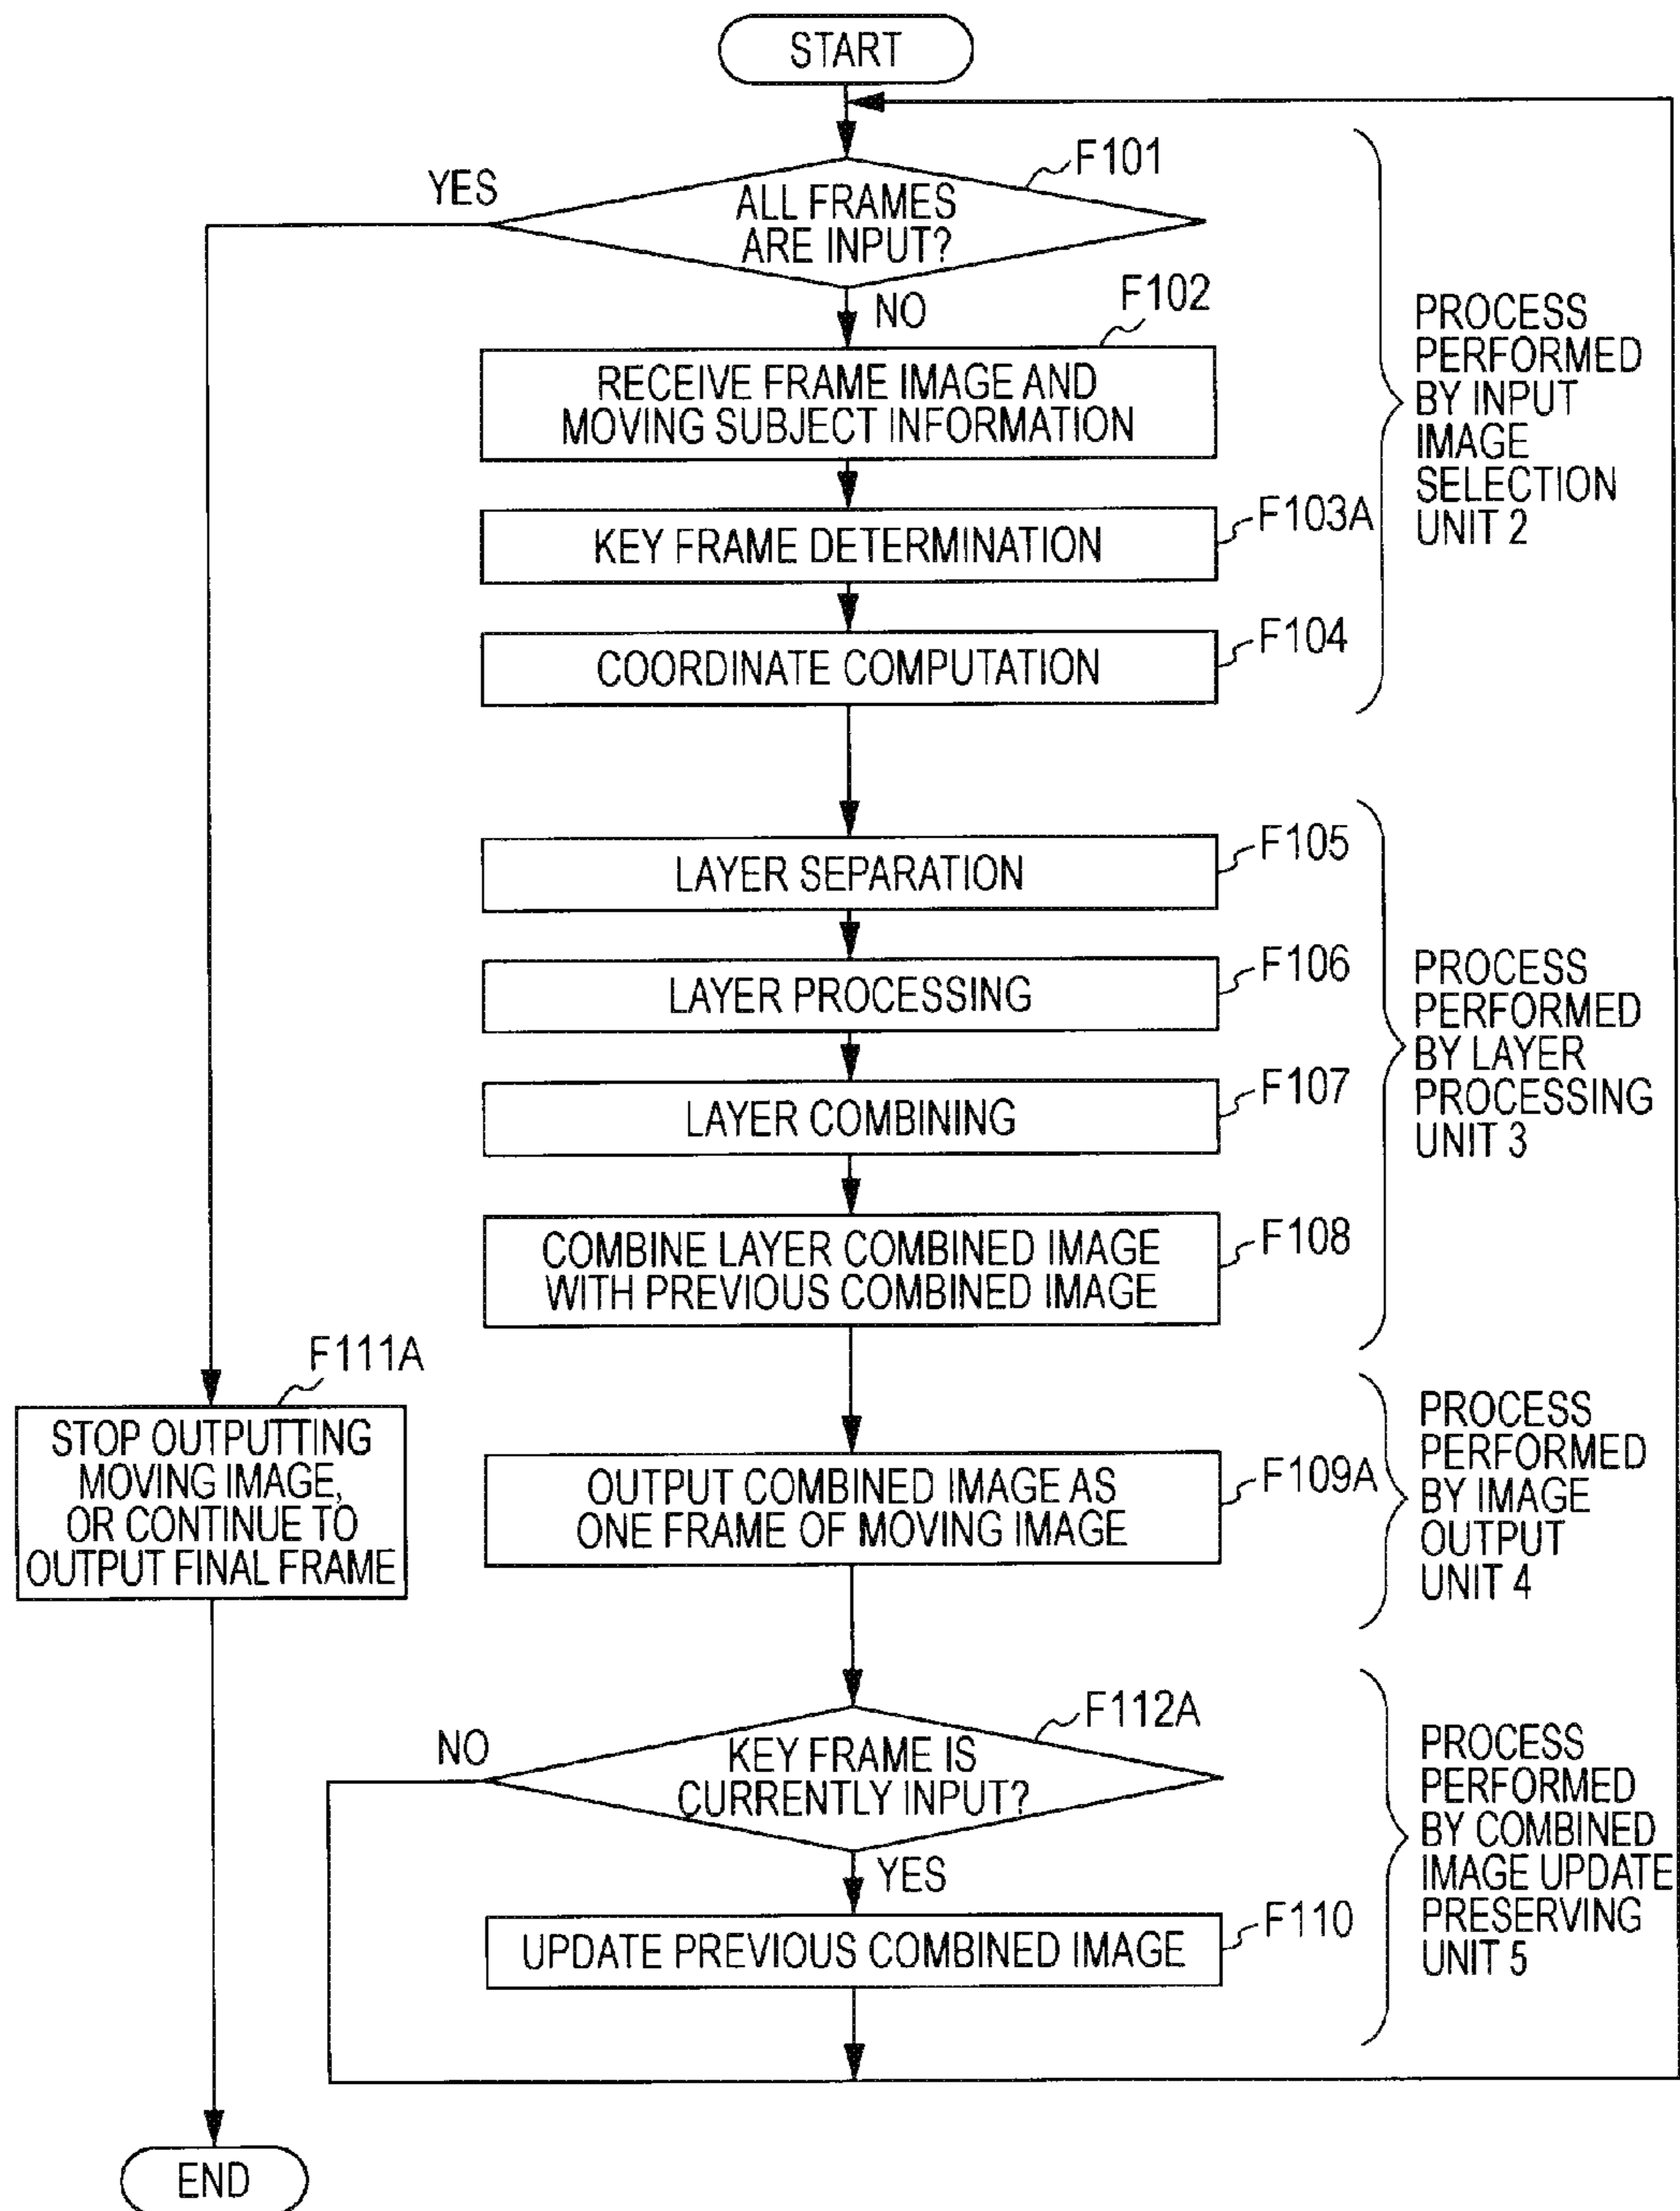 START
F101
YES
ALL FRAMES
ARE INPUT?
NO
F102
RECEIVE FRAME IMAGE AND
MOVING SUBJECT INFORMATION
F103A
KEY FRAME DETERMINATION
F104
COORDINATE COMPUTATION
PROCESS
PERFORMED
BY INPUT
IMAGE
SELECTION
UNIT 2
F105
LAYER SEPARATION
F106
LAYER PROCESSING
F107
LAYER COMBINING
F108
COMBINE LAYER COMBINED IMAGE
WITH PREVIOUS COMBINED IMAGE
PROCESS
PERFORMED
BY LAYER
PROCESSING
UNIT 3
F111A
STOP OUTPUTTING
MOVING IMAGE,
OR CONTINUE TO
OUTPUT FINAL FRAME
F109A
OUTPUT COMBINED IMAGE AS
ONE FRAME OF MOVING IMAGE
PROCESS
PERFORMED
BY IMAGE
OUTPUT
UNIT 4
F112A
NO
KEY FRAME IS
CURRENTLY INPUT?
YES
F110
UPDATE PREVIOUS COMBINED IMAGE
PROCESS
PERFORMED
BY COMBINED
IMAGE UPDATE
PRESERVING
UNIT 5
END